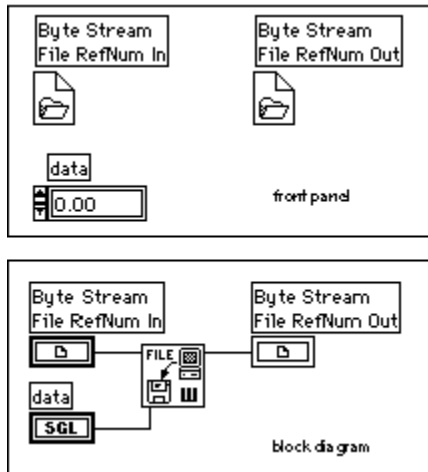 Byte Stream
File RefNum In
Byte Stream
File RefNum Out
data
0.00
front panel
Byte Stream
File RefNum In
Byte Stream
File RefNum Out
FILE
data
SGL
block diagram